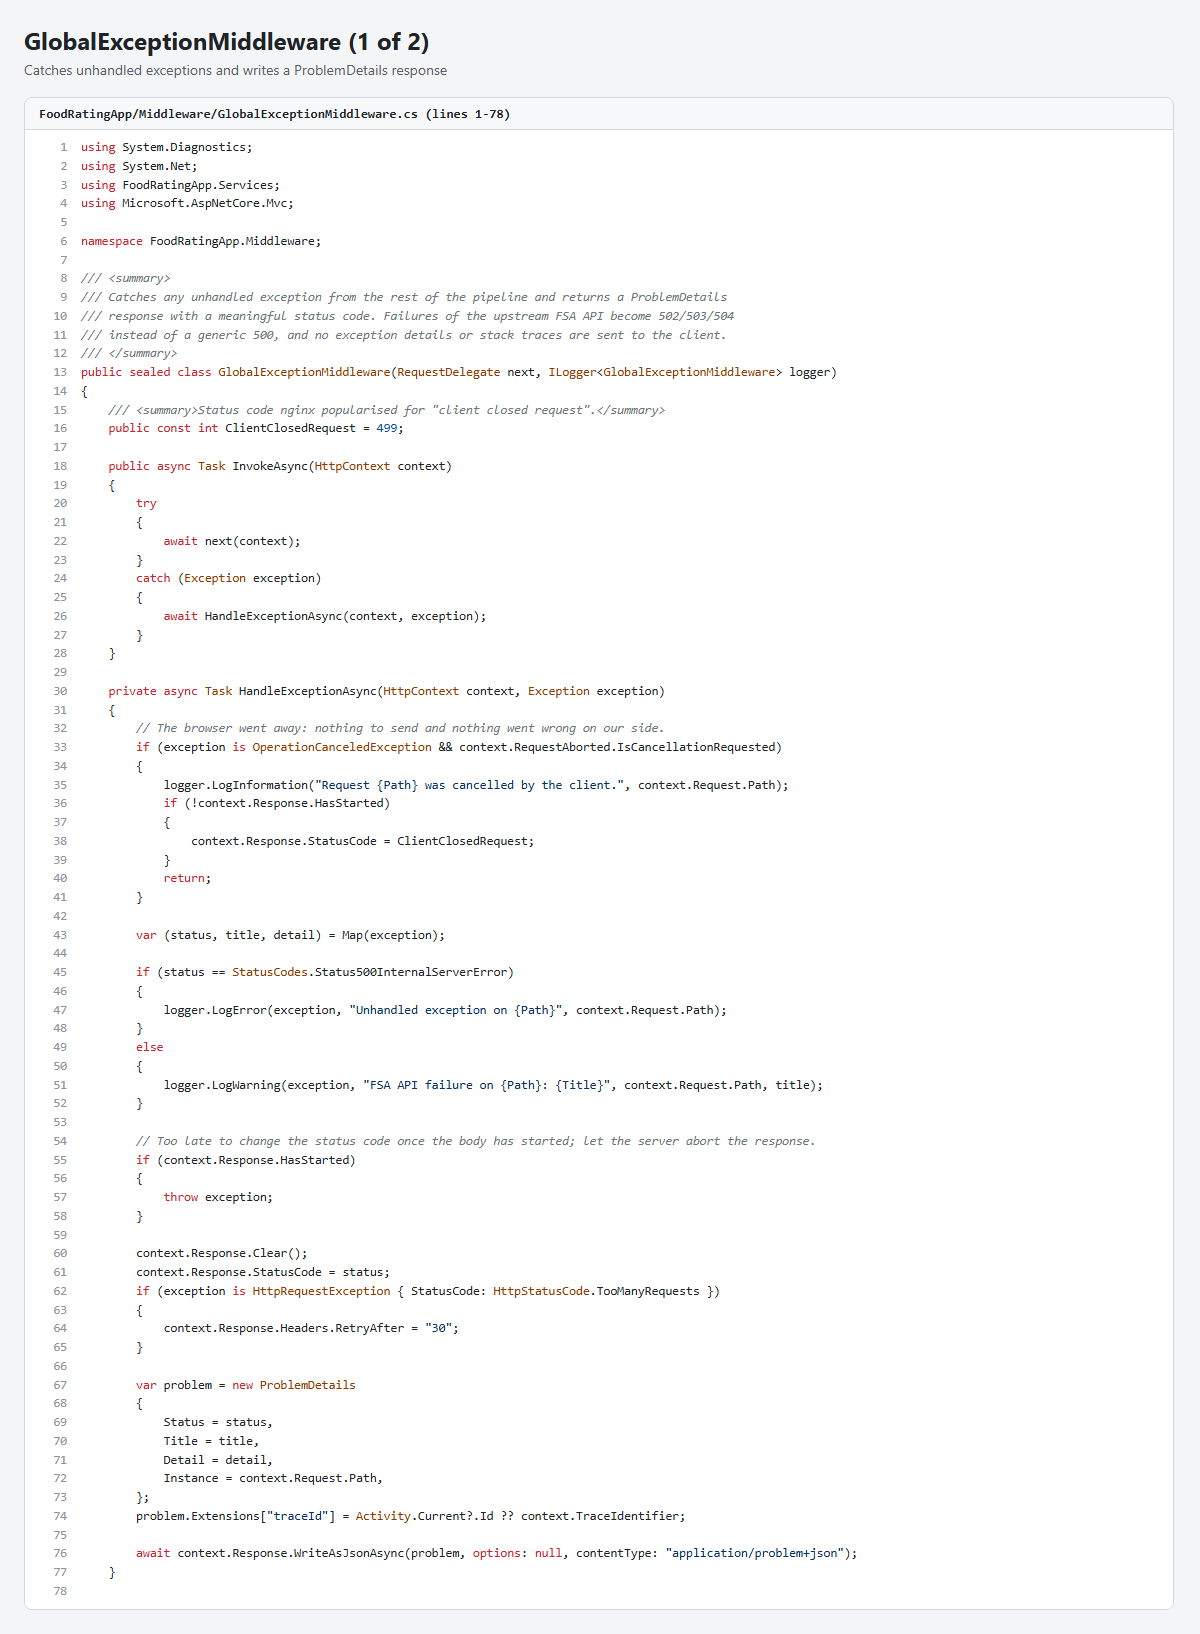 GlobalExceptionMiddleware (1 of 2)
Catches unhandled exceptions and writes a ProblemDetails response
FoodRatingApp/Middleware/GlobalExceptionMiddleware.cs (lines 1-78)
1 using System.Diagnostics;
2 using System.Net;
3 using FoodRatingApp.Services;
4 using Microsoft.AspNetCore.Mvc;
5
6 namespace FoodRatingApp.Middleware;
7
8 /// <summary>
9 /// Catches any unhandled exception from the rest of the pipeline and returns a ProblemDetails
10 /// response with a meaningful status code. Failures of the upstream FSA API become 502/503/504
11 /// instead of a generic 500, and no exception details or stack traces are sent to the client.
12 /// </summary>
13 public sealed class GlobalExceptionMiddleware(RequestDelegate next, ILogger<GlobalExceptionMiddleware> logger)
14 {
15     /// <summary>Status code nginx popularised for "client closed request".</summary>
16     public const int ClientClosedRequest = 499;
17
18     public async Task InvokeAsync(HttpContext context)
19     {
20         try
21         {
22             await next(context);
23         }
24         catch (Exception exception)
25         {
26             await HandleExceptionAsync(context, exception);
27         }
28     }
29
30     private async Task HandleExceptionAsync(HttpContext context, Exception exception)
31     {
32         // The browser went away: nothing to send and nothing went wrong on our side.
33         if (exception is OperationCanceledException && context.RequestAborted.IsCancellationRequested)
34         {
35             logger.LogInformation("Request {Path} was cancelled by the client.", context.Request.Path);
36             if (!context.Response.HasStarted)
37             {
38                 context.Response.StatusCode = ClientClosedRequest;
39             }
40             return;
41         }
42
43         var (status, title, detail) = Map(exception);
44
45         if (status == StatusCodes.Status500InternalServerError)
46         {
47             logger.LogError(exception, "Unhandled exception on {Path}", context.Request.Path);
48         }
49         else
50         {
51             logger.LogWarning(exception, "FSA API failure on {Path}: {Title}", context.Request.Path, title);
52         }
53
54         // Too late to change the status code once the body has started; let the server abort the response.
55         if (context.Response.HasStarted)
56         {
57             throw exception;
58         }
59
60         context.Response.Clear();
61         context.Response.StatusCode = status;
62         if (exception is HttpRequestException { StatusCode: HttpStatusCode.TooManyRequests })
63         {
64             context.Response.Headers.RetryAfter = "30";
65         }
66
67         var problem = new ProblemDetails
68         {
69             Status = status,
70             Title = title,
71             Detail = detail,
72             Instance = context.Request.Path,
73         };
74         problem.Extensions["traceId"] = Activity.Current?.Id ?? context.TraceIdentifier;
75
76         await context.Response.WriteAsJsonAsync(problem, options: null, contentType: "application/problem+json");
77     }
78